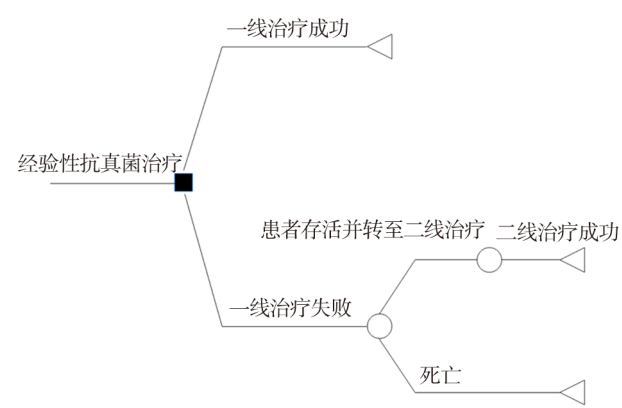 一线治疗成功
经验性抗真菌治疗
患者存活并转至二线治疗
二线治疗成功
一线治疗失败
死亡